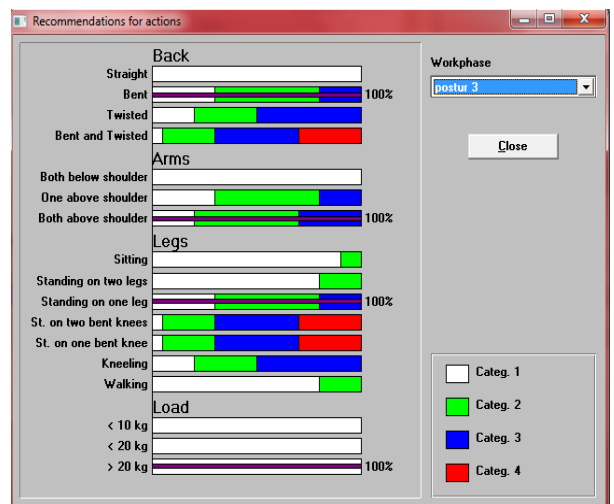 Recommendations for actions
Back
Straight
Bent 100%
Twisted
Bent and Twisted
Arms
Both below shoulder
One above shoulder
Both above shoulder 100%
Legs
Sitting
Standing on two legs
Standing on one leg 100%
St. on two bent knees
St. on one bent knee
Kneeling
Walking
Load
< 10 kg
< 20 kg
> 20 kg 100%
Workphase
postur 3
Close
Categ. 1
Categ. 2
Categ. 3
Categ. 4